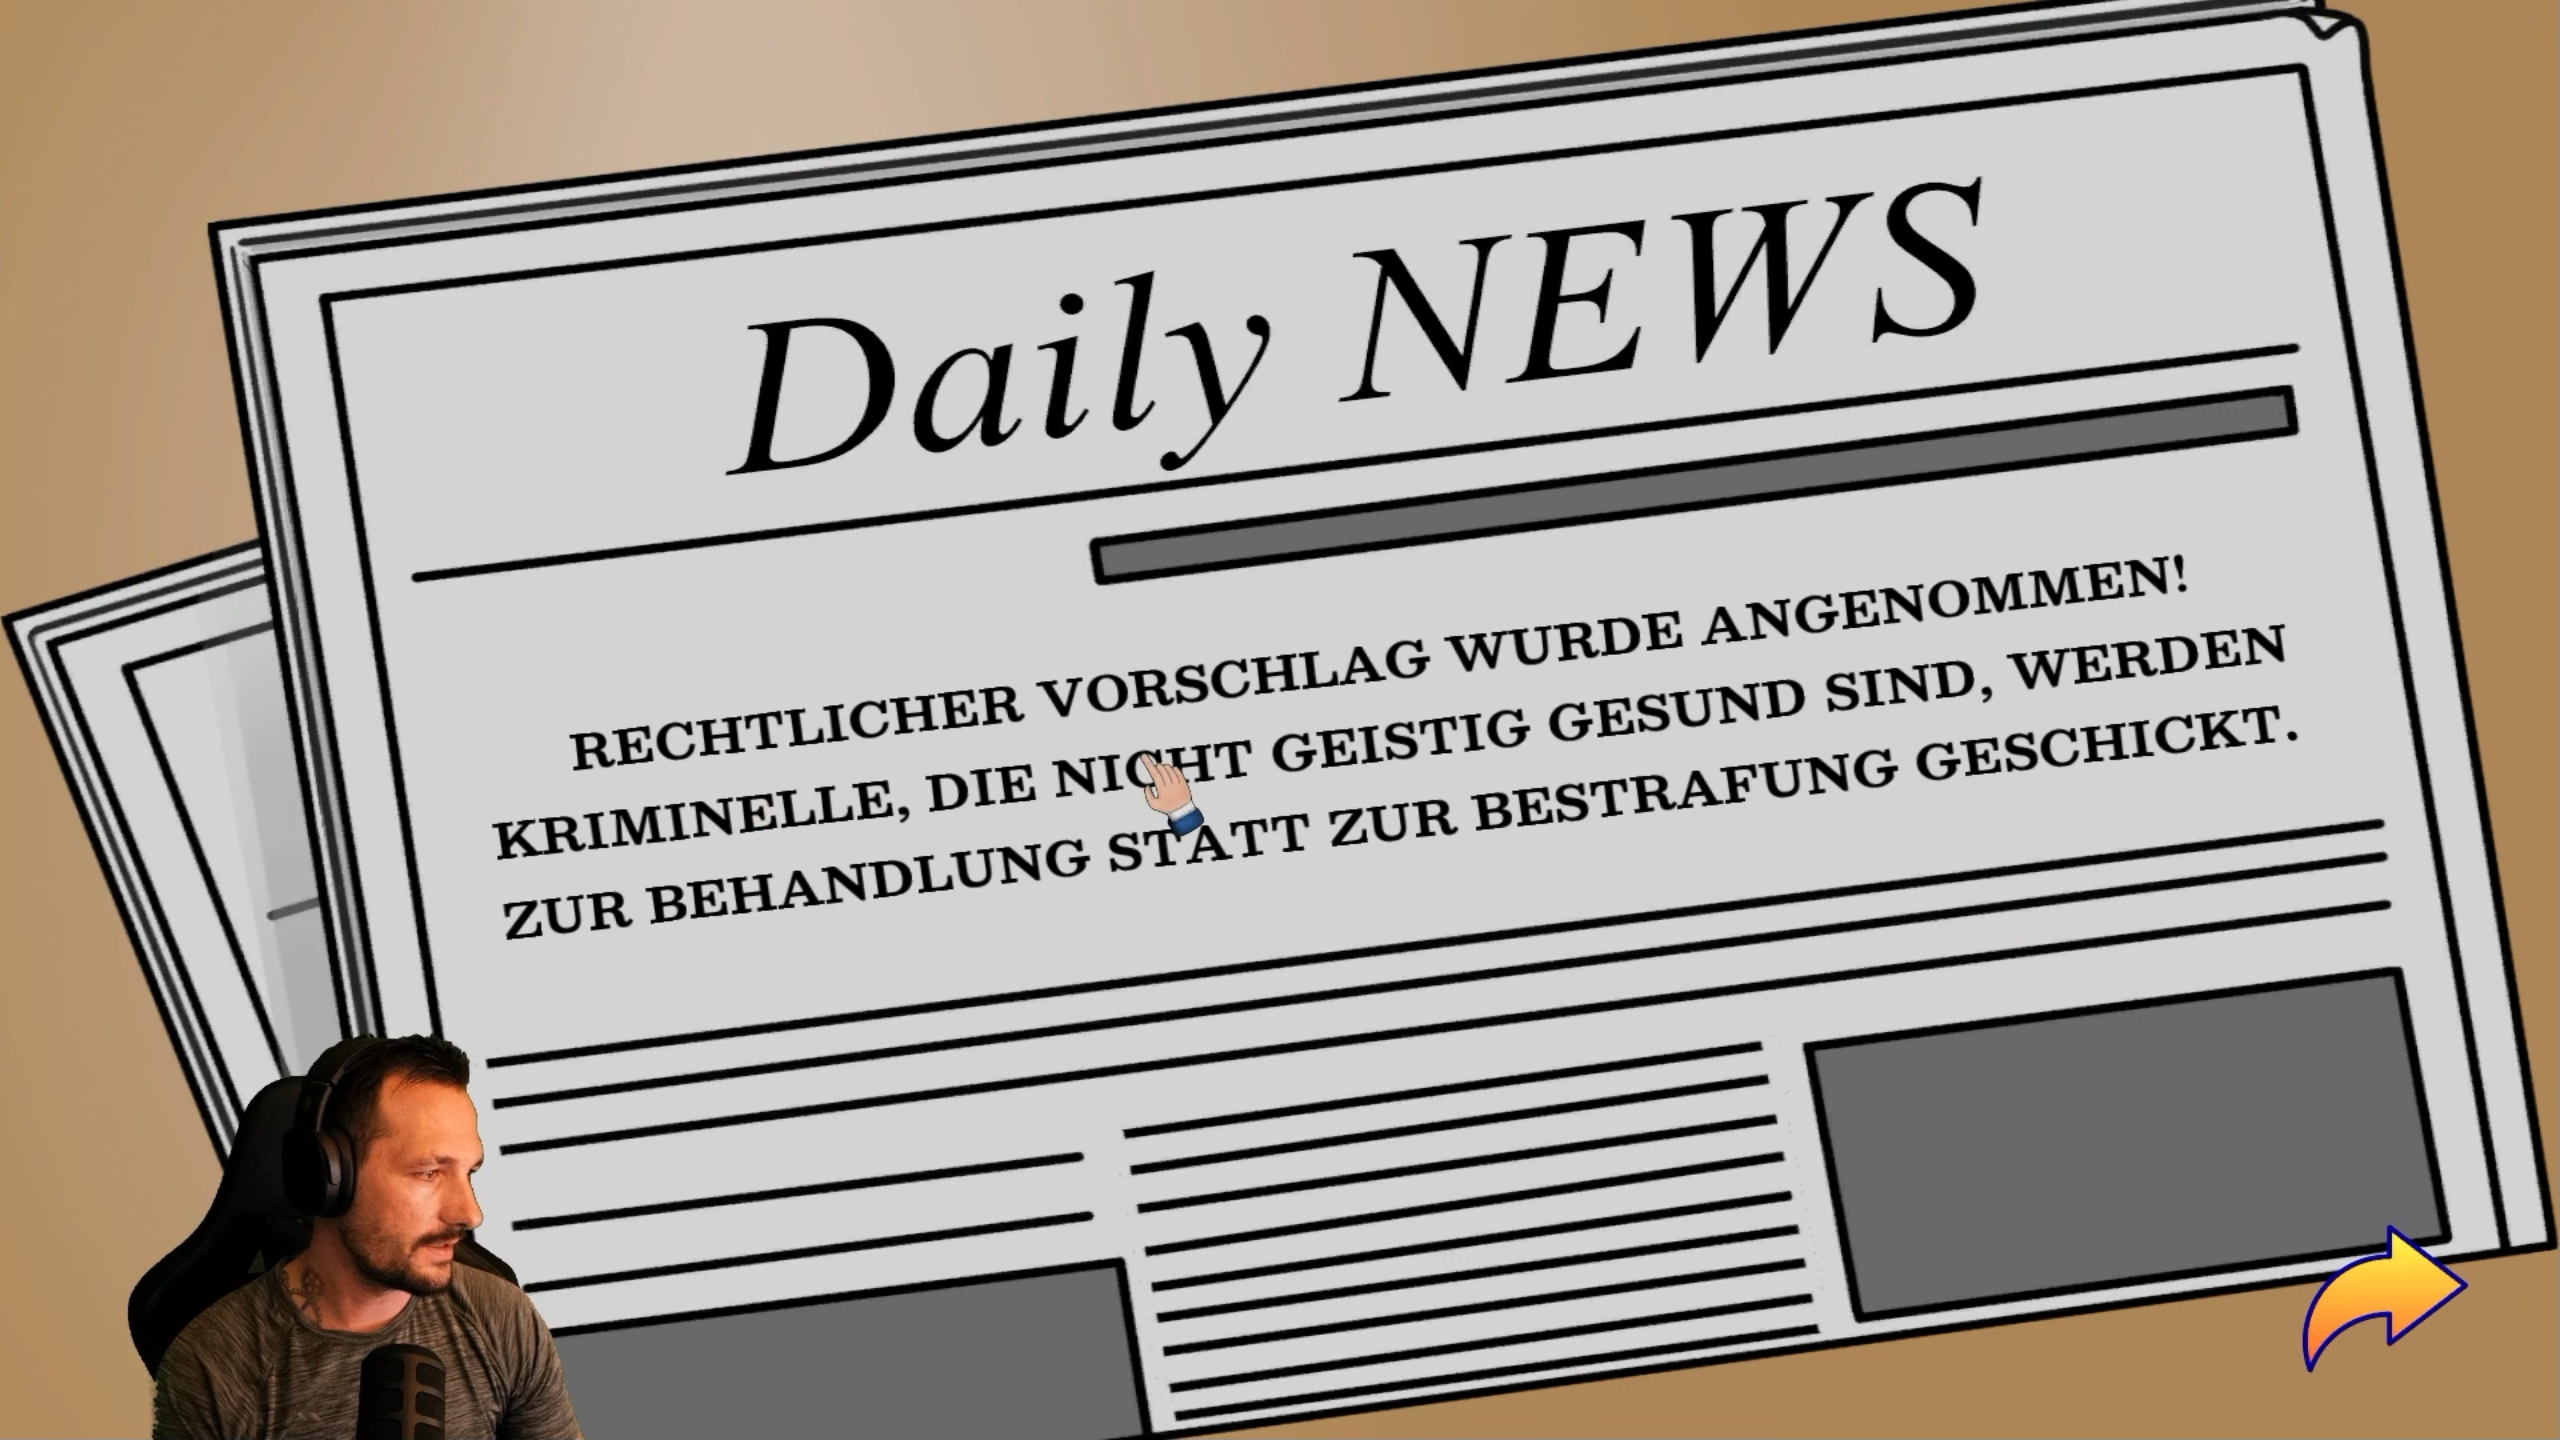 Daily NEWS
RECHTLICHER VORSCHLAG WURDE ANGENOMMEN!
KRIMINELLE, DIE NICHT GEISTIG GESUND SIND, WERDEN
ZUR BEHANDLUNG STATT ZUR BESTRAFUNG GESCHICKT.